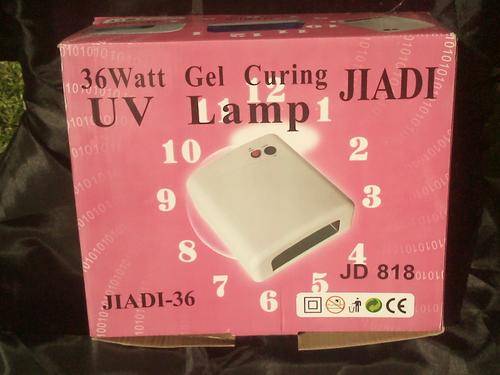 36Watt Gel Curing JIADI
UV Lamp
12
11 1
10 2
9 3
8 4
7 5
6
JD 818
JIADI-36
CE